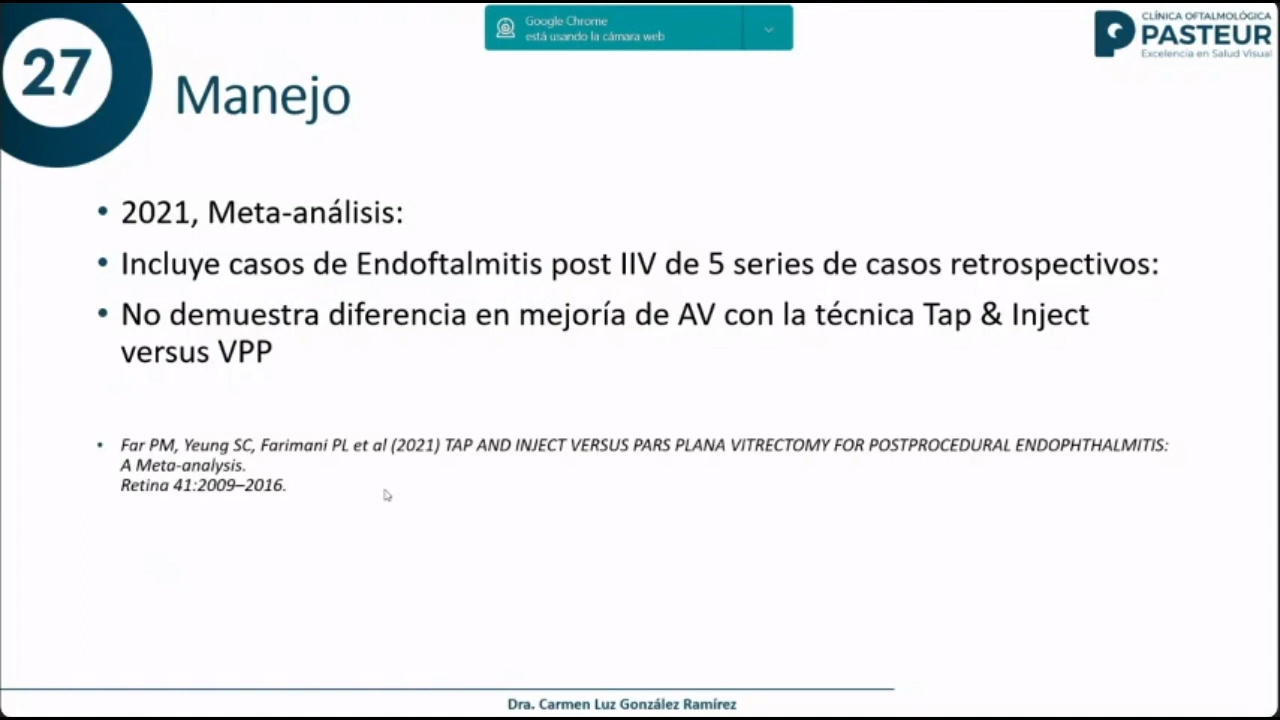 Google Chrome
está usando la cámara web
CLÍNICA OFTALMOLÓGICA
PASTEUR
Excelencia en Salud Visual
27
Manejo
• 2021, Meta-análisis:
• Incluye casos de Endoftalmitis post IIV de 5 series de casos retrospectivos:
• No demuestra diferencia en mejoría de AV con la técnica Tap & Inject
versus VPP
• Far PM, Yeung SC, Farimani PL et al (2021) TAP AND INJECT VERSUS PARS PLANA VITRECTOMY FOR POSTPROCEDURAL ENDOPHTHALMITIS:
A Meta-analysis.
Retina 41:2009–2016.
Dra. Carmen Luz González Ramírez